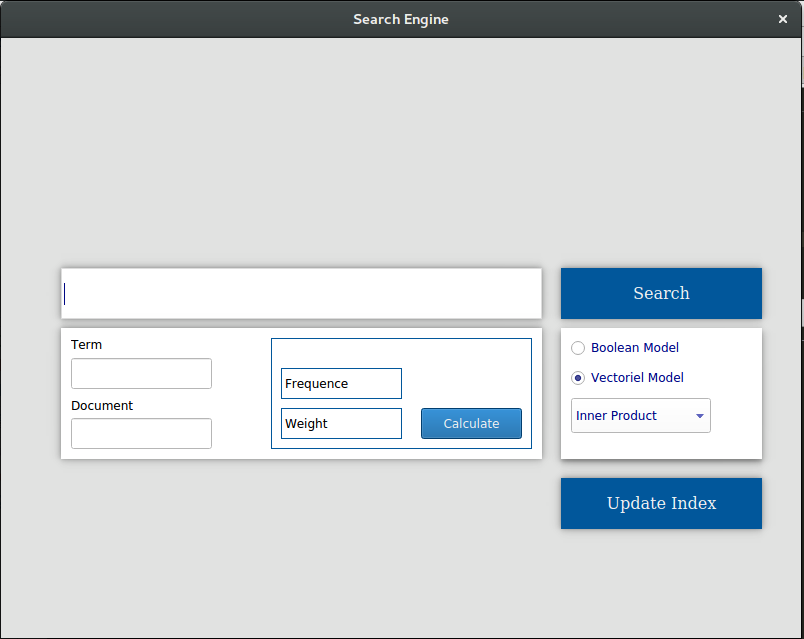 Search Engine
Search
Term
Document
Frequence
Weight
Calculate
Boolean Model
Vectoriel Model
Inner Product
Update Index